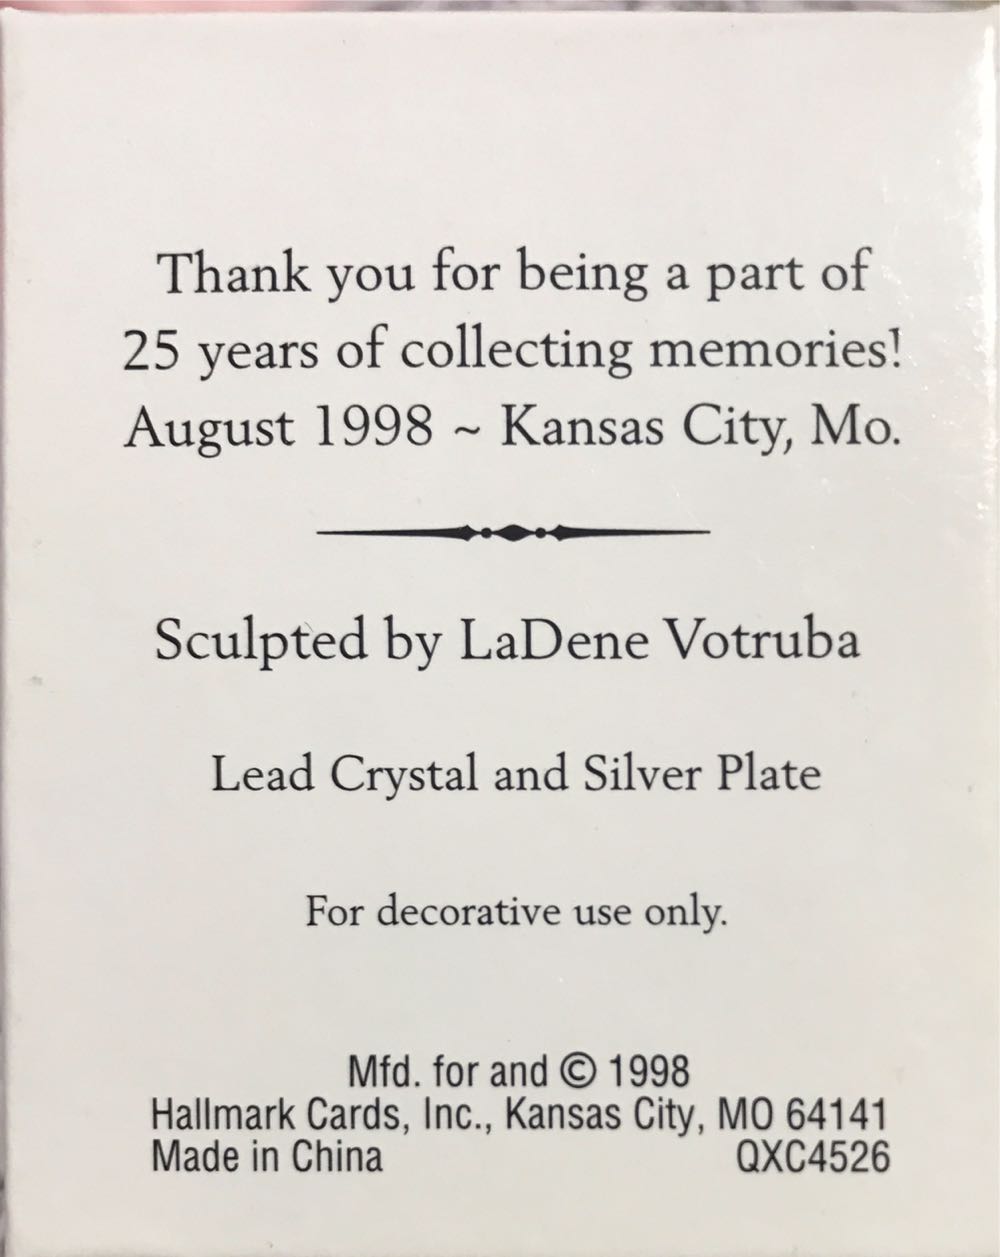 Thank you for being a part of
25 years of collecting memories!
August 1998 ~ Kansas City, Mo.
Sculpted by LaDene Votruba
Lead Crystal and Silver Plate
For decorative use only.
Mfd. for and © 1998
Hallmark Cards, Inc., Kansas City, MO 64141
Made in China QXC4526